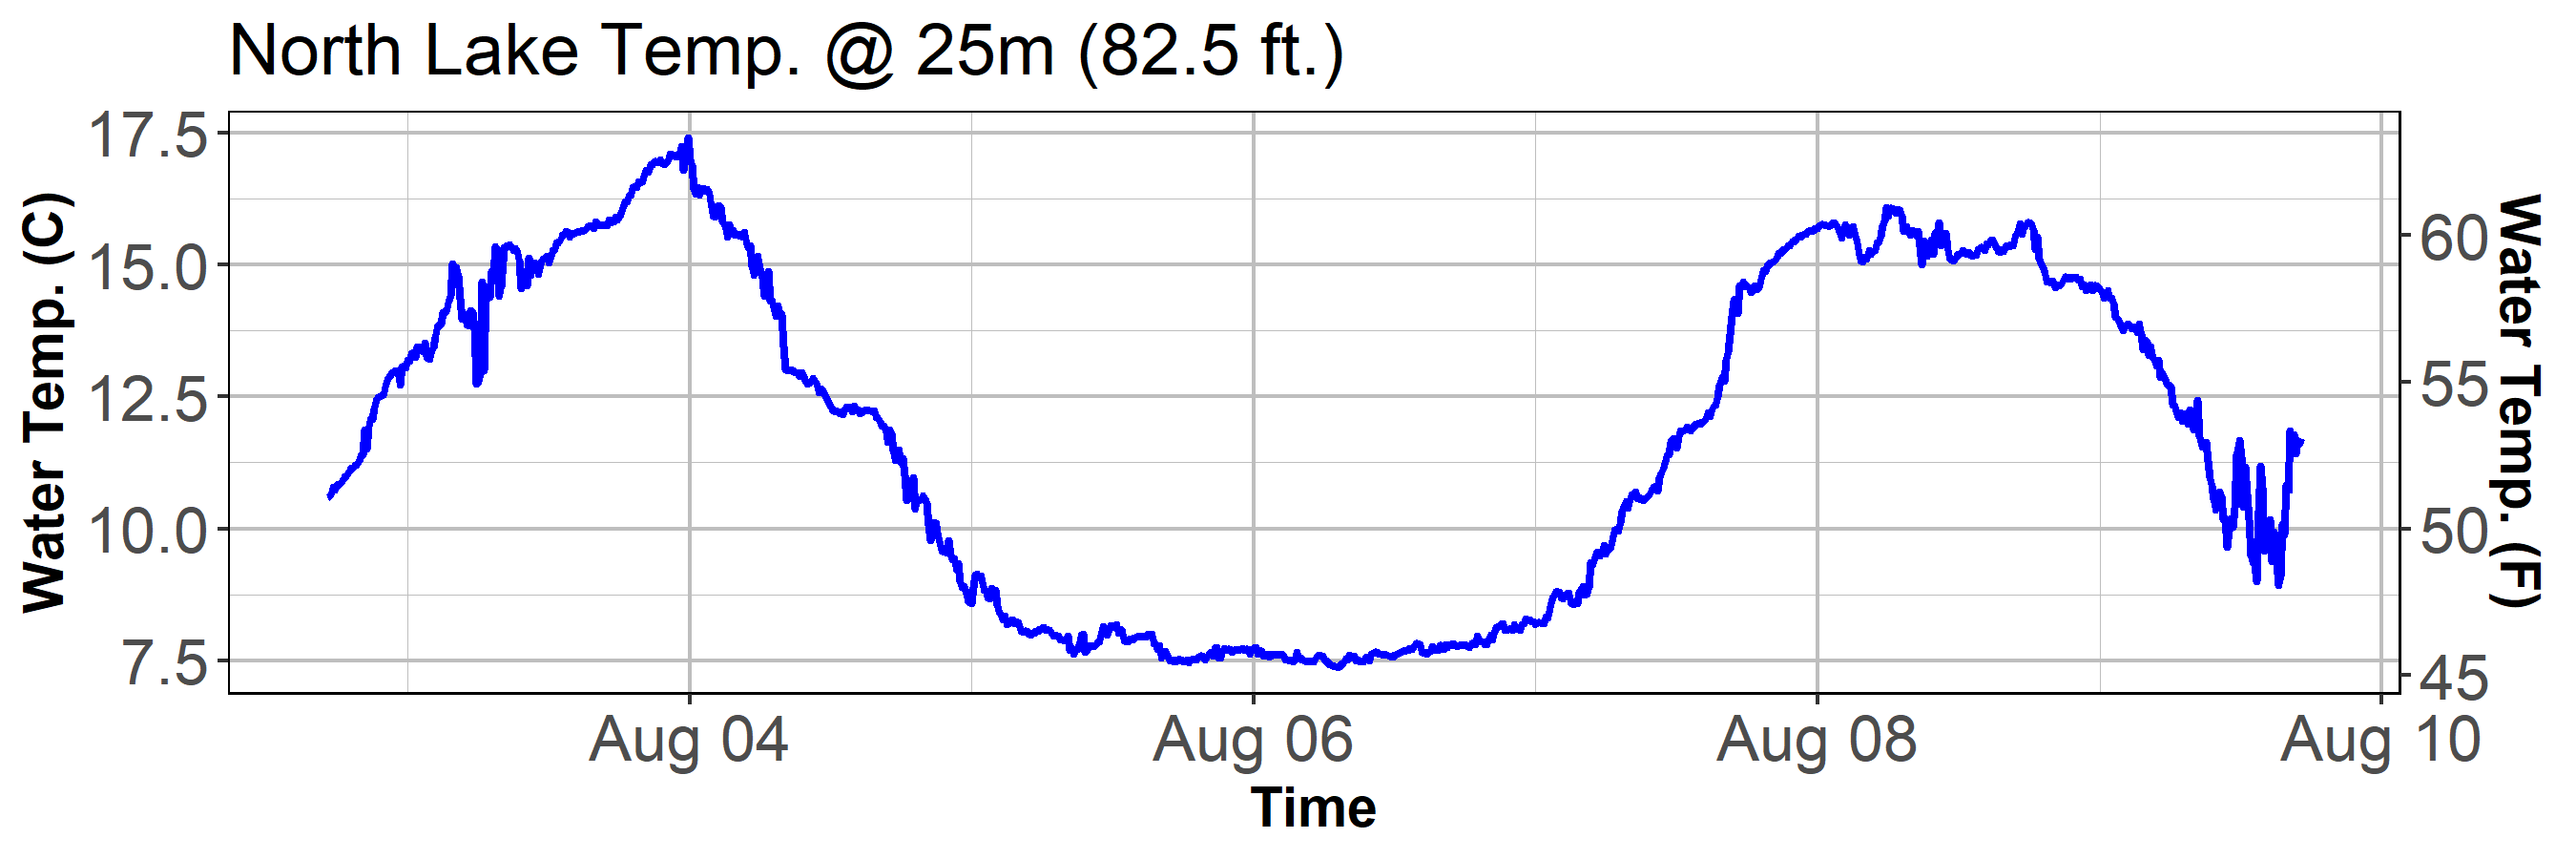 North Lake Temp. @ 25m (82.5 ft.)
Water Temp. (C)
17.5
15.0
12.5
10.0
7.5
Water Temp. (F)
60
55
50
45
Aug 04
Aug 06
Aug 08
Aug 10
Time